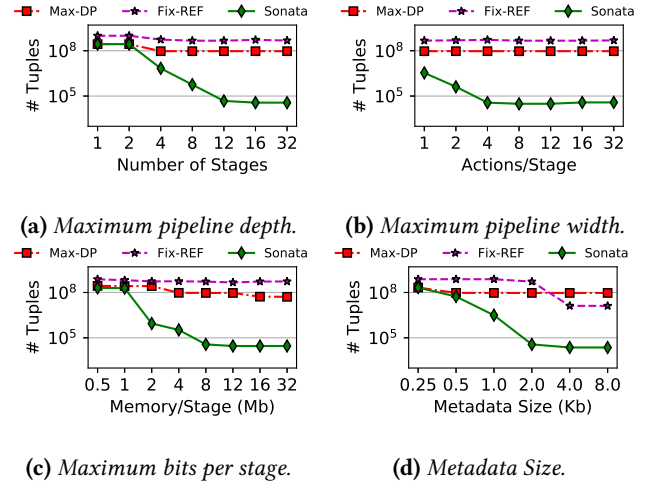 Max-DP Fix-REF Sonata
# Tuples
10^8
10^5
1 2 4 8 12 16 32
Number of Stages
(a) Maximum pipeline depth.
Max-DP Fix-REF Sonata
# Tuples
10^8
10^5
1 2 4 8 12 16 32
Actions/Stage
(b) Maximum pipeline width.
Max-DP Fix-REF Sonata
# Tuples
10^8
10^5
0.5 1 2 4 8 12 16 32
Memory/Stage (Mb)
(c) Maximum bits per stage.
Max-DP Fix-REF Sonata
# Tuples
10^8
10^5
0.25 0.5 1.0 2.0 4.0 8.0
Metadata Size (Kb)
(d) Metadata Size.